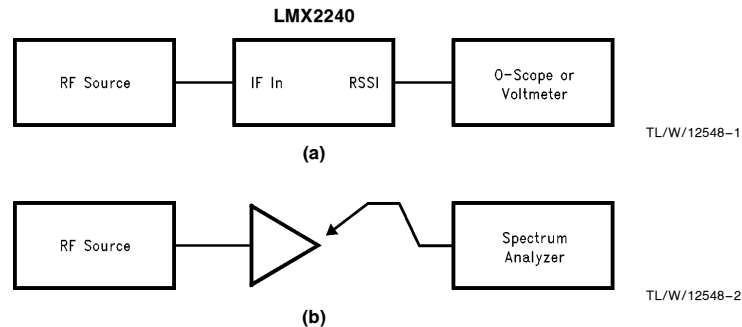 LMX2240
RF Source
IF In
RSSI
O-Scope or
Voltmeter
TL/W/12548–1
(a)
RF Source
Spectrum
Analyzer
TL/W/12548–2
(b)